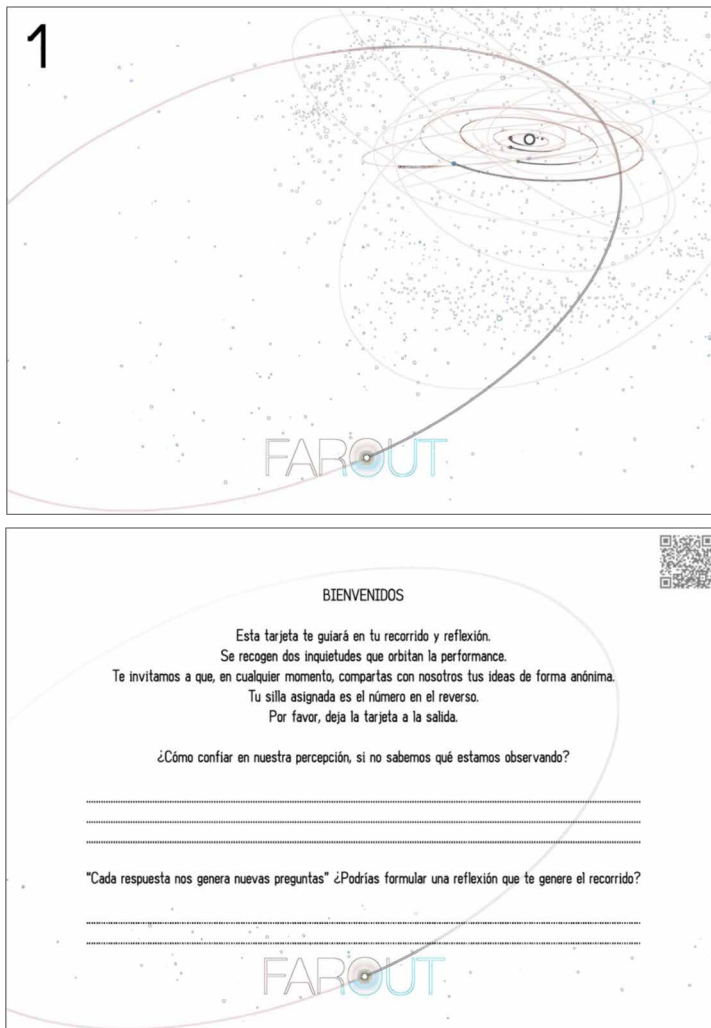 1
FAROUT
BIENVENIDOS
Esta tarjeta te guiará en tu recorrido y reflexión.
Se recogen dos inquietudes que orbitan la performance.
Te invitamos a que, en cualquier momento, compartas con nosotros tus ideas de forma anónima.
Tu silla asignada es el número en el reverso.
Por favor, deja la tarjeta a la salida.
¿Cómo confiar en nuestra percepción, si no sabemos qué estamos observando?
"Cada respuesta nos genera nuevas preguntas" ¿Podrías formular una reflexión que te genere el recorrido?
FAROUT